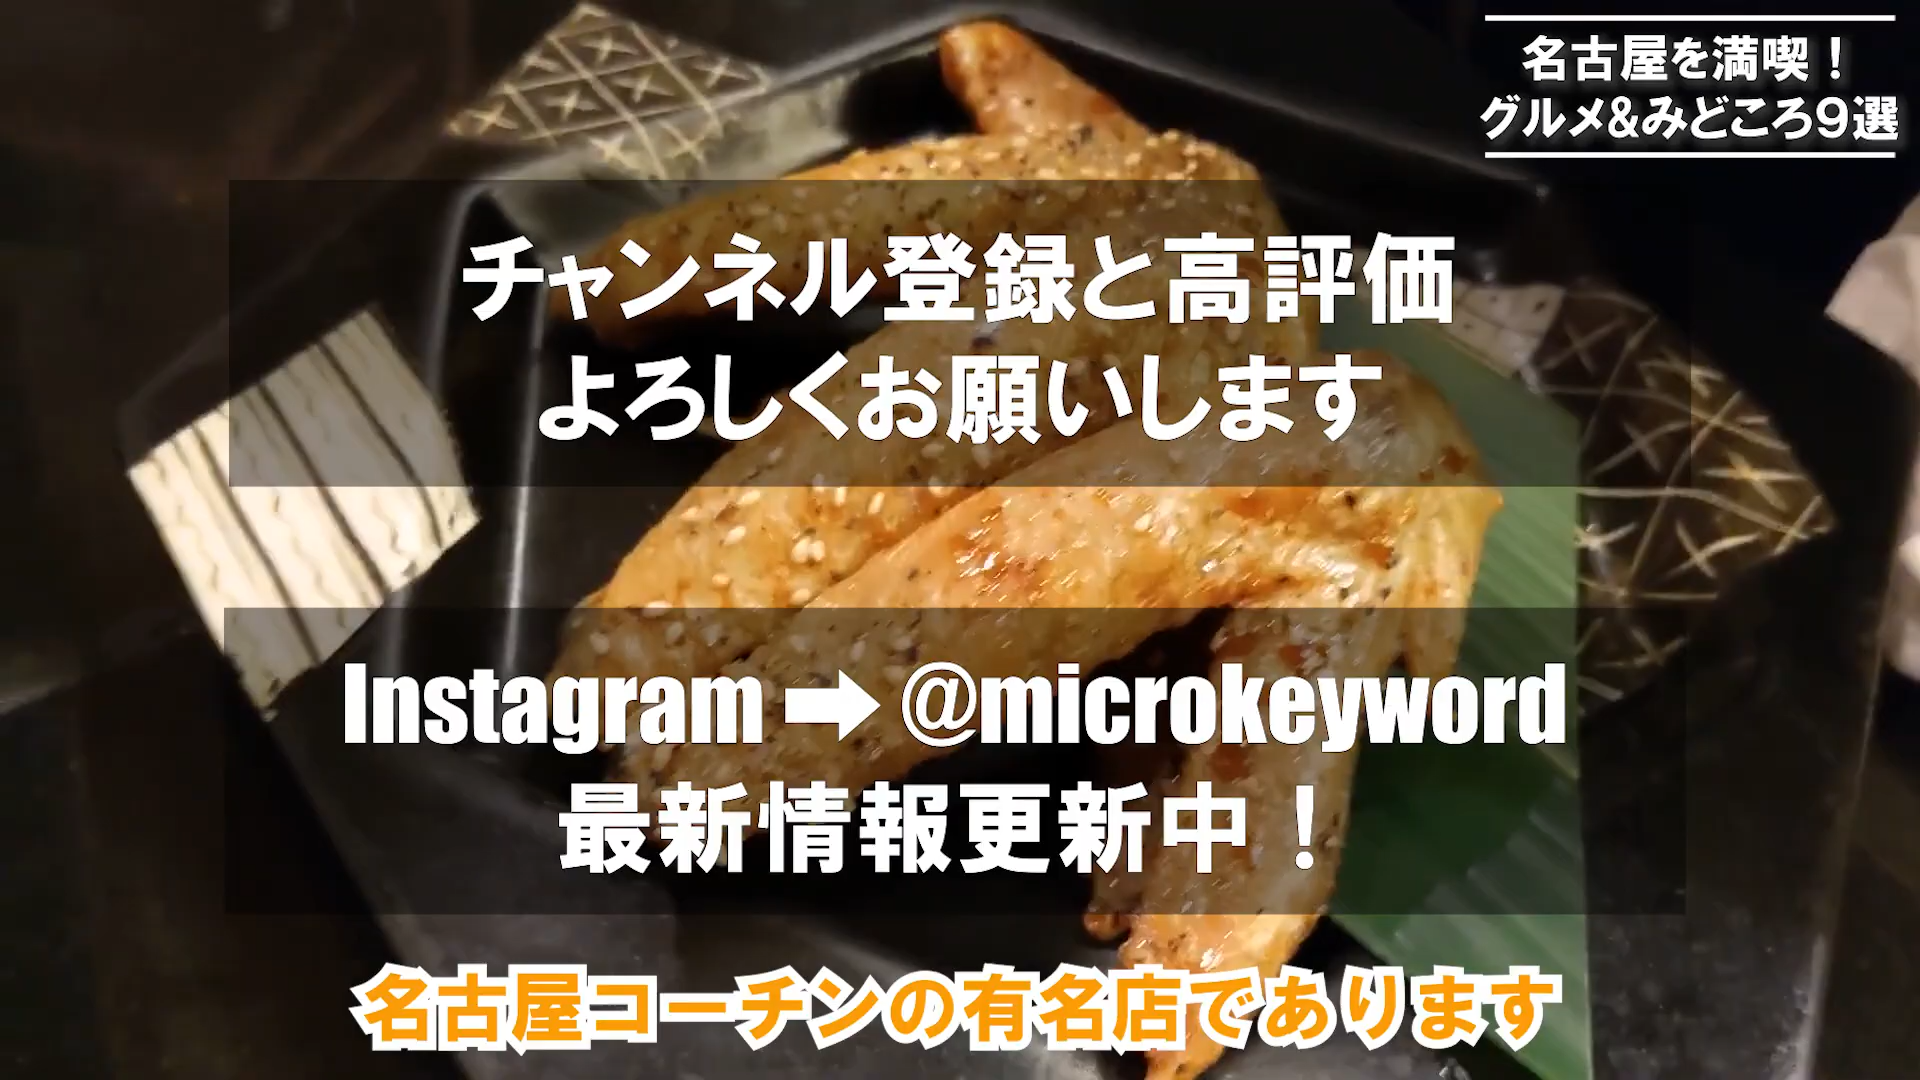 名古屋を満喫！
グルメ&みどころ9選
チャンネル登録と高評価
よろしくお願いします
Instagram ➡ @microkeyword
最新情報更新中！
名古屋コーチンの有名店であります